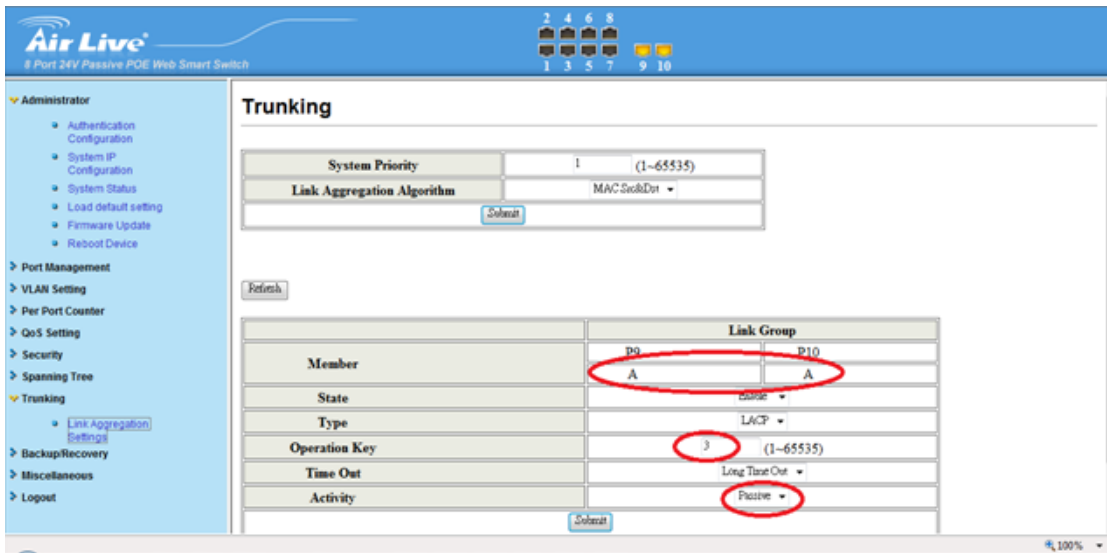 Air Live
8 Port 24V Passive POE Web Smart Switch
2 4 6 8
1 3 5 7 9 10
Administrator
Authentication
Configuration
System IP
Configuration
System Status
Load default setting
Firmware Update
Reboot Device
Port Management
VLAN Setting
Per Port Counter
QoS Setting
Security
Spanning Tree
Trunking
Link Aggregation
Settings
Backup/Recovery
Miscellaneous
Logout
Trunking
System Priority 1 (1~65535)
Link Aggregation Algorithm MAC Src&Dst
Submit
Refresh
Link Group
Member P9 P10
A A
State Enable
Type LACP
Operation Key 3 (1~65535)
Time Out Long Time Out
Activity Passive
Submit
100%